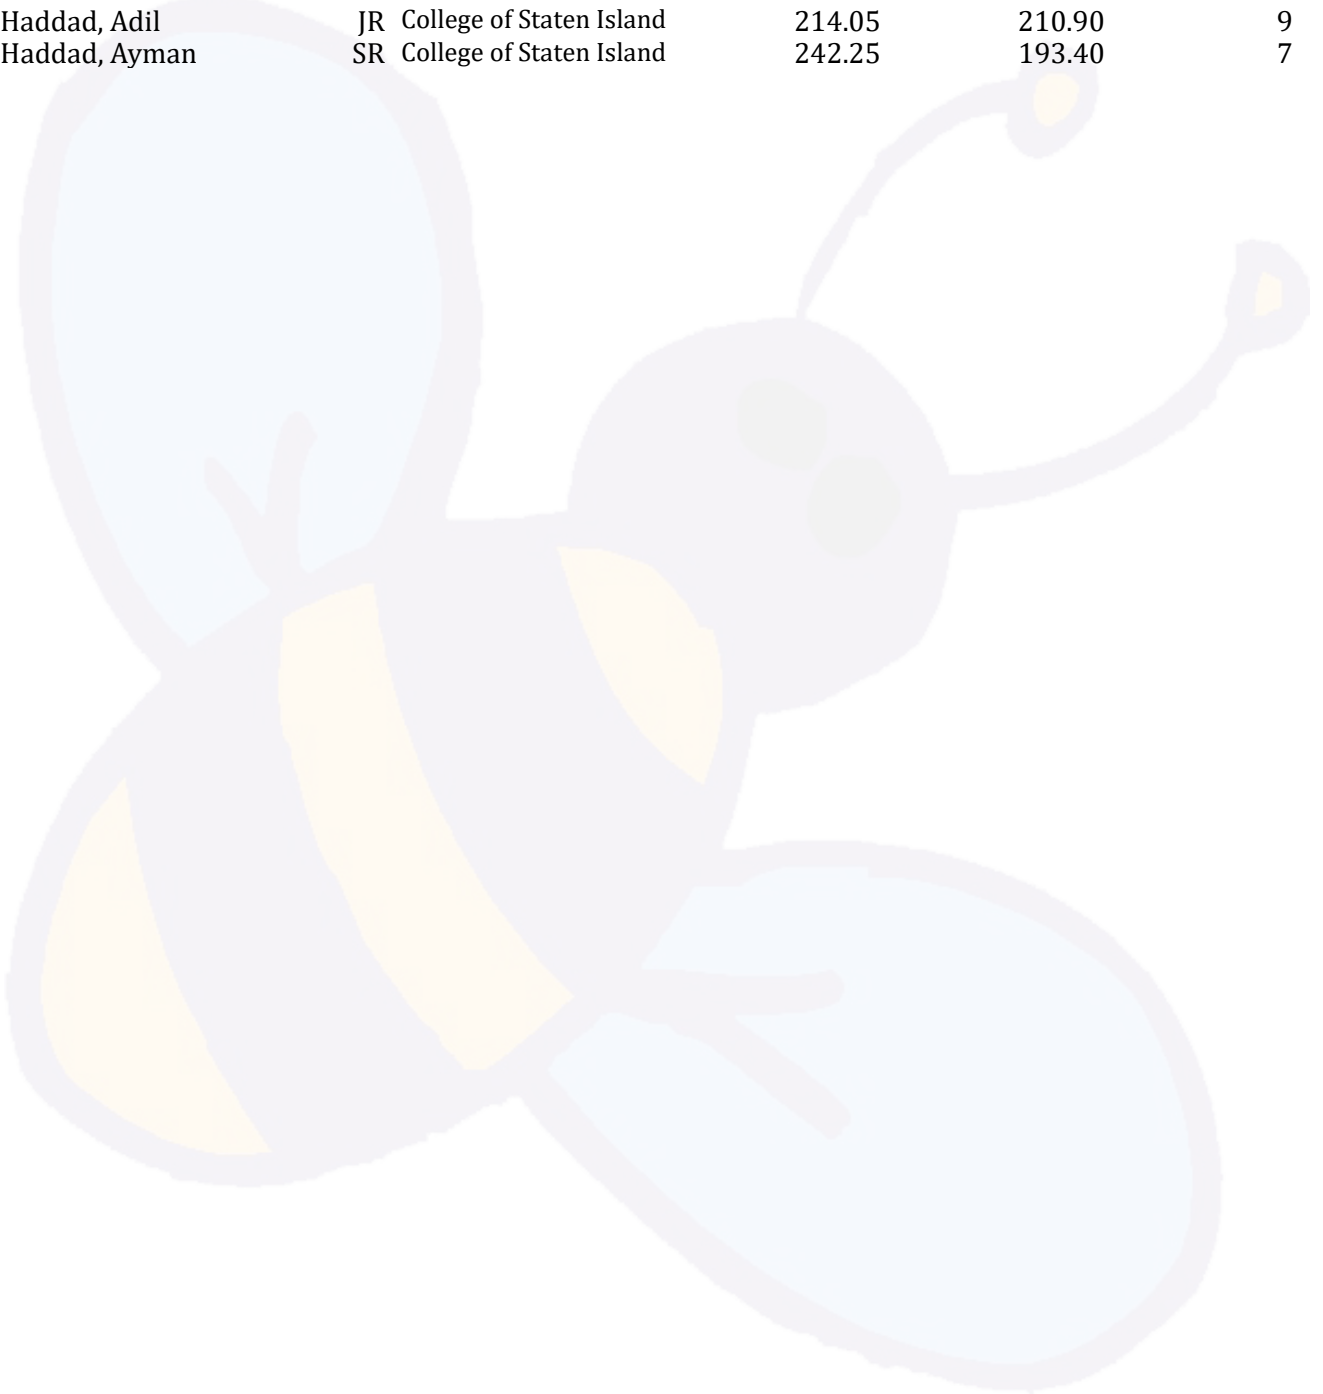 Haddad, Adil JR College of Staten Island 214.05 210.90 9
Haddad, Ayman SR College of Staten Island 242.25 193.40 7